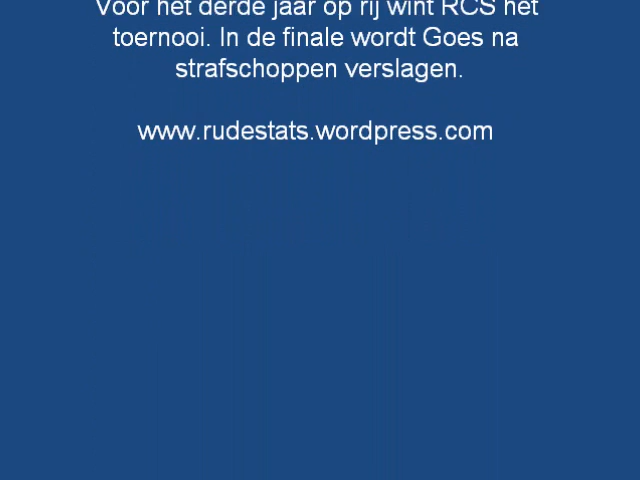 Voor het derde jaar op rij wint RCS het
toernooi. In de finale wordt Goes na
strafschoppen verslagen.
www.rudestats.wordpress.com